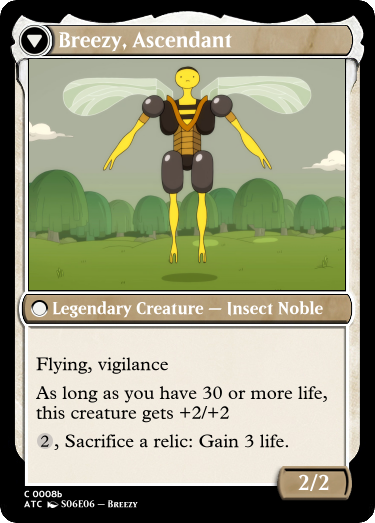 Breezy, Ascendant
Legendary Creature — Insect Noble
Flying, vigilance
As long as you have 30 or more life,
this creature gets +2/+2
2, Sacrifice a relic: Gain 3 life.
2/2
C 0008b
ATC S06E06 — Breezy